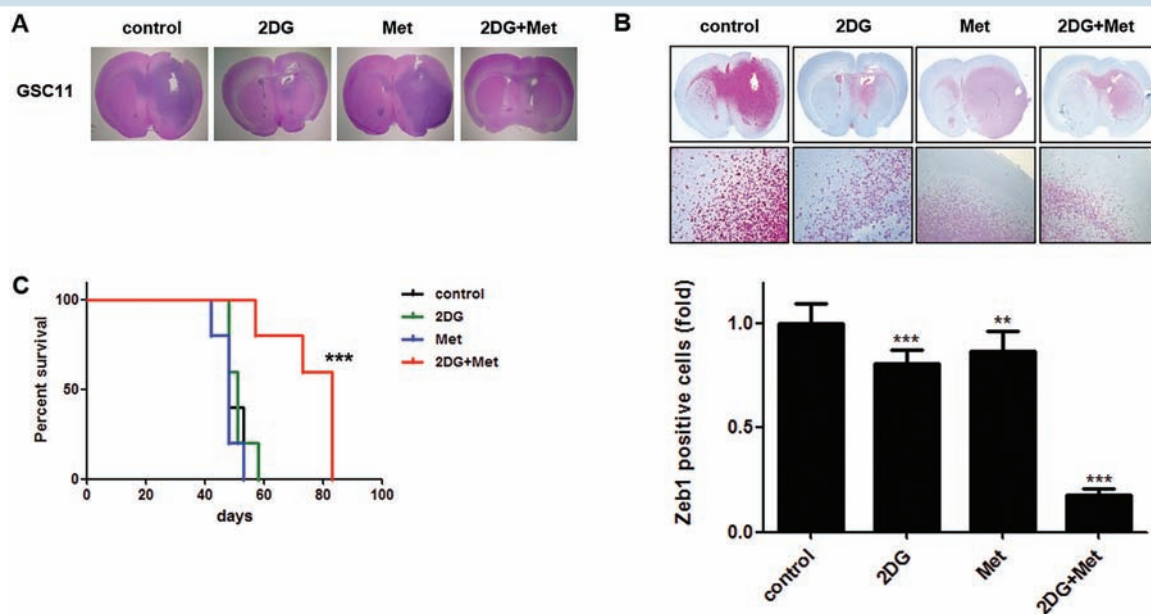 A
control 2DG Met 2DG+Met
GSC11
B
control 2DG Met 2DG+Met
C
Percent survival
100
50
0
0 20 40 60 80 100
days
***
control
2DG
Met
2DG+Met
Zeb1 positive cells (fold)
1.0
0.5
0.0
***
**
***
control 2DG Met 2DG+Met